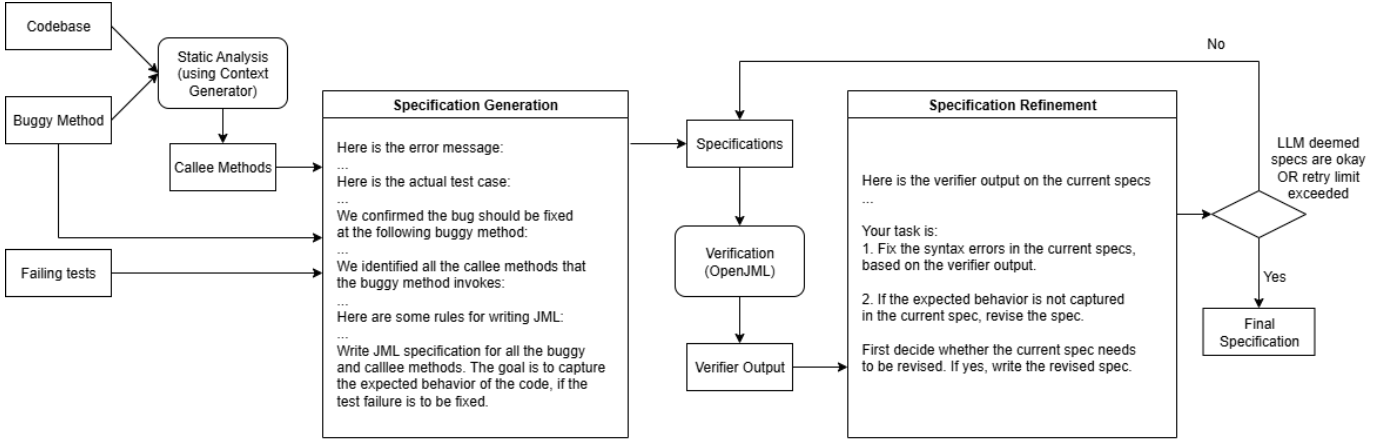 Codebase
Buggy Method
Failing tests
Static Analysis
(using Context
Generator)
Callee Methods
Specification Generation
Here is the error message:
...
Here is the actual test case:
...
We confirmed the bug should be fixed
at the following buggy method:
...
We identified all the callee methods that
the buggy method invokes:
...
Here are some rules for writing JML:
...
Write JML specification for all the buggy
and calllee methods. The goal is to capture
the expected behavior of the code, if the
test failure is to be fixed.
Specifications
Verification
(OpenJML)
Verifier Output
Specification Refinement
Here is the verifier output on the current specs
...
Your task is:
1. Fix the syntax errors in the current specs,
based on the verifier output.
2. If the expected behavior is not captured
in the current spec, revise the spec.
First decide whether the current spec needs
to be revised. If yes, write the revised spec.
No
LLM deemed
specs are okay
OR retry limit
exceeded
Yes
Final
Specification